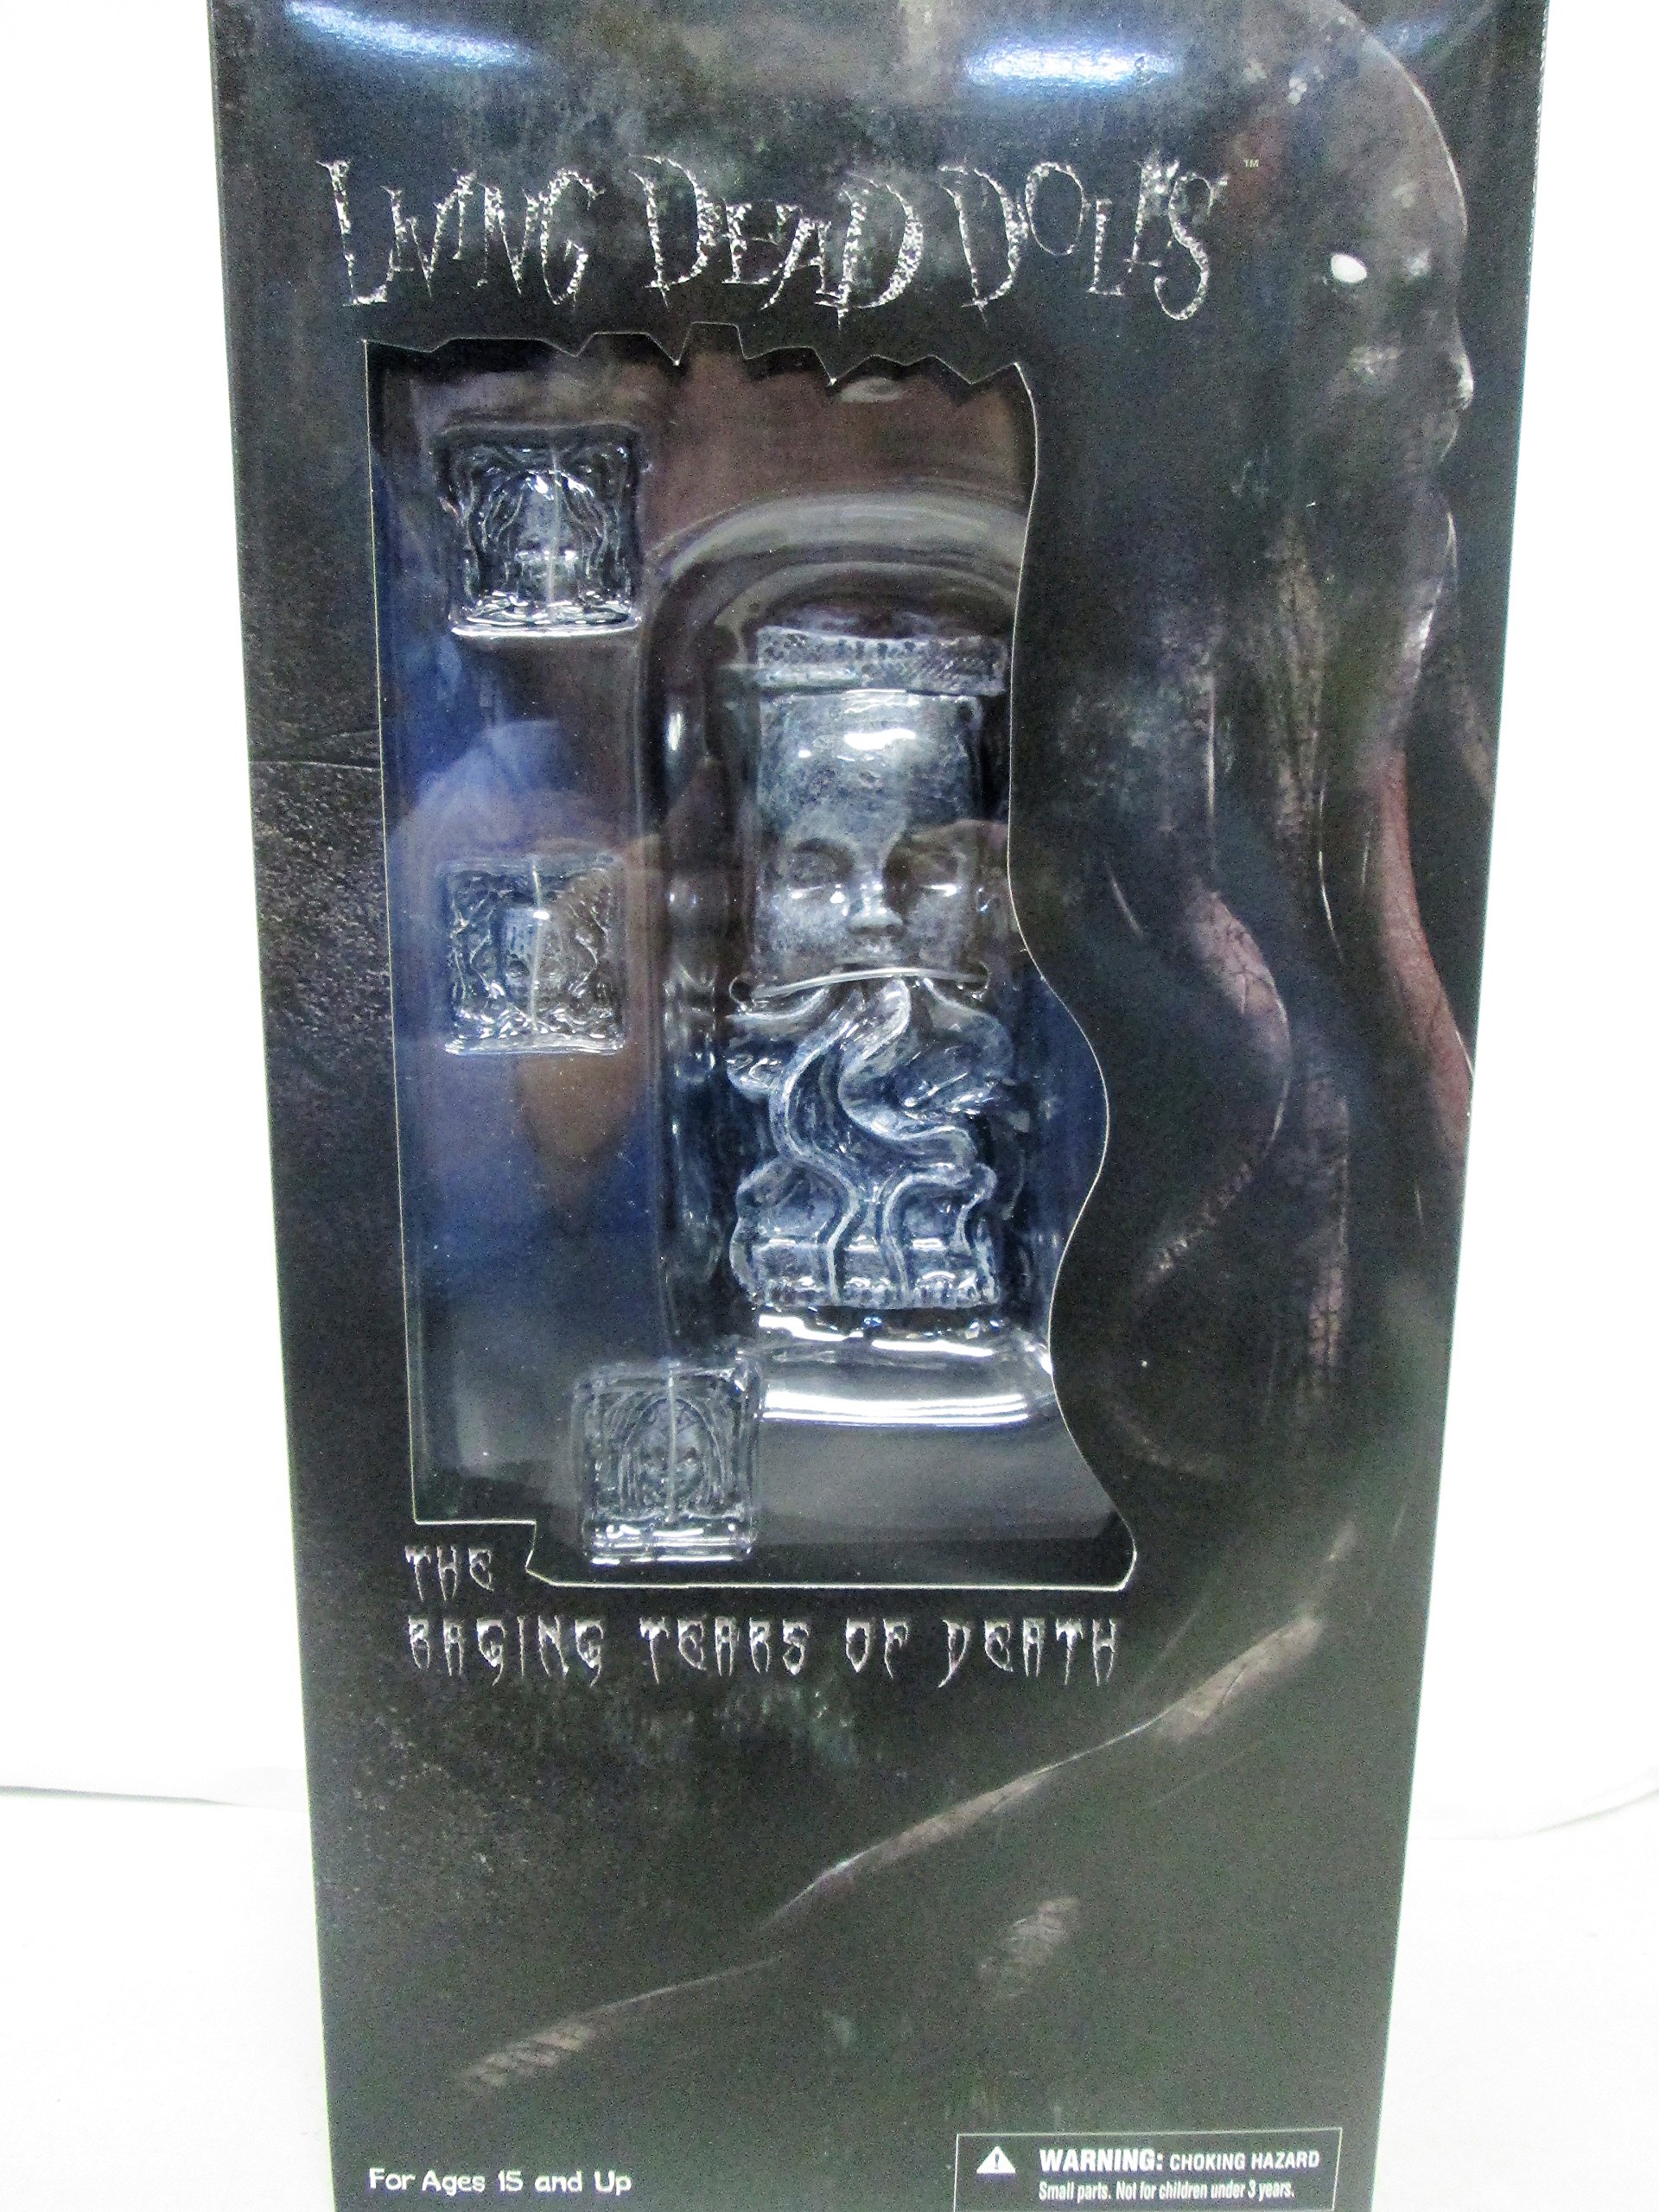 LIVING DEAD DOLLS™
THE
RAGING TEARS OF DEATH
For Ages 15 and Up
WARNING: CHOKING HAZARD
Small parts. Not for children under 3 years.